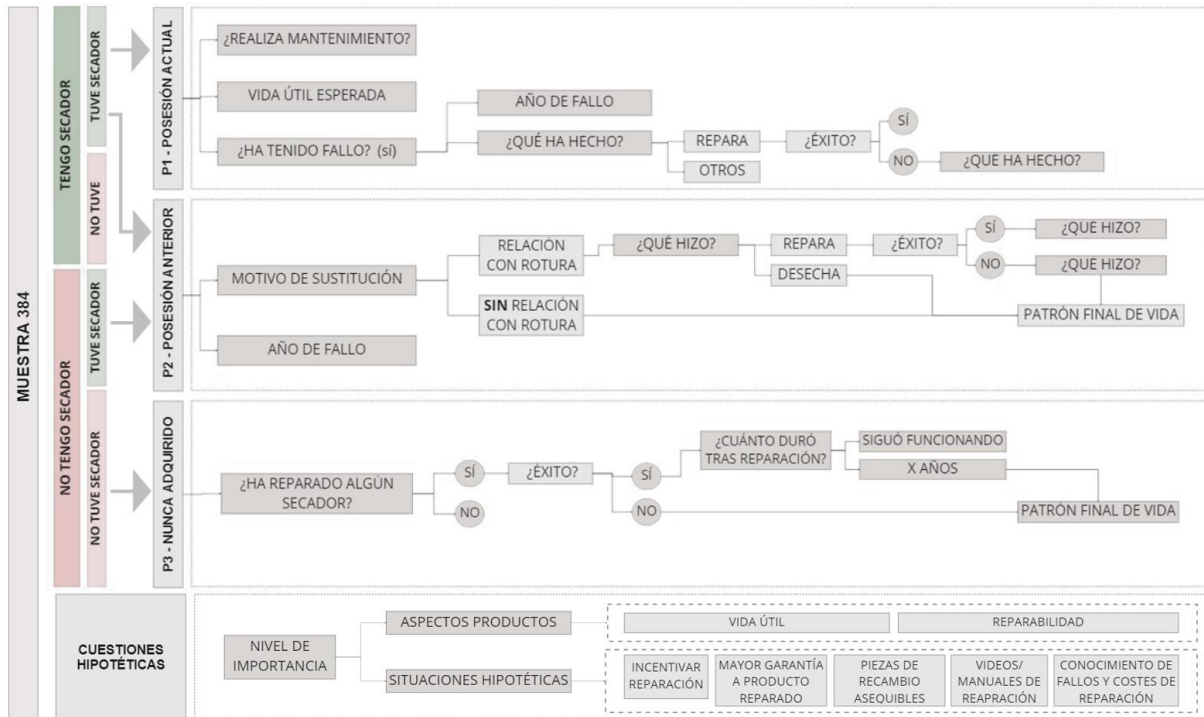 MUESTRA 384
TENGO SECADOR
TUVE SECADOR
NO TUVE
P1 - POSESIÓN ACTUAL
¿REALIZA MANTENIMIENTO?
VIDA ÚTIL ESPERADA
¿HA TENIDO FALLO? (sí)
AÑO DE FALLO
¿QUÉ HA HECHO?
REPARA
OTROS
¿ÉXITO?
SÍ
NO
¿QUE HA HECHO?
NO TENGO SECADOR
TUVE SECADOR
NO TUVE SECADOR
P2 - POSESIÓN ANTERIOR
MOTIVO DE SUSTITUCIÓN
AÑO DE FALLO
RELACIÓN
CON ROTURA
SIN RELACIÓN
CON ROTURA
¿QUÉ HIZO?
REPARA
DESECHA
¿ÉXITO?
SÍ
NO
¿QUE HIZO?
¿QUE HIZO?
PATRÓN FINAL DE VIDA
P3 - NUNCA ADQUIRIDO
¿HA REPARADO ALGÚN
SECADOR?
SÍ
NO
¿ÉXITO?
SÍ
NO
¿CUÁNTO DURÓ
TRAS REPARACIÓN?
SIGUÓ FUNCIONANDO
X AÑOS
PATRÓN FINAL DE VIDA
CUESTIONES
HIPOTÉTICAS
NIVEL DE
IMPORTANCIA
ASPECTOS PRODUCTOS
SITUACIONES HIPOTÉTICAS
VIDA ÚTIL
REPARABILIDAD
INCENTIVAR
REPARACIÓN
MAYOR GARANTÍA
A PRODUCTO
REPARADO
PIEZAS DE
RECAMBIO
ASEQUIBLES
VIDEOS/
MANUALES DE
REAPRACIÓN
CONOCIMIENTO DE
FALLOS Y COSTES DE
REPARACIÓN